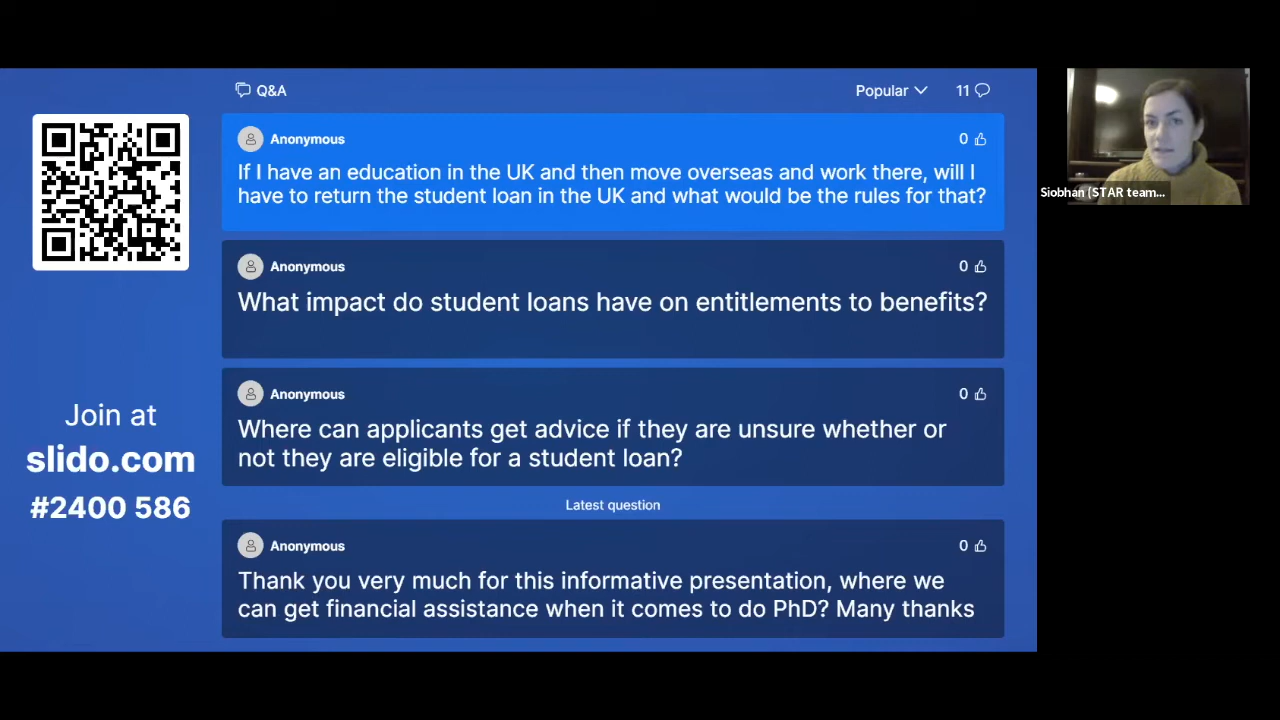 Q&A
Popular
11
Anonymous
0
If I have an education in the UK and then move overseas and work there, will I
have to return the student loan in the UK and what would be the rules for that?
Anonymous
0
What impact do student loans have on entitlements to benefits?
Anonymous
0
Where can applicants get advice if they are unsure whether or
not they are eligible for a student loan?
Latest question
Anonymous
0
Thank you very much for this informative presentation, where we
can get financial assistance when it comes to do PhD? Many thanks
Join at
slido.com
#2400 586
Siobhan (STAR team...